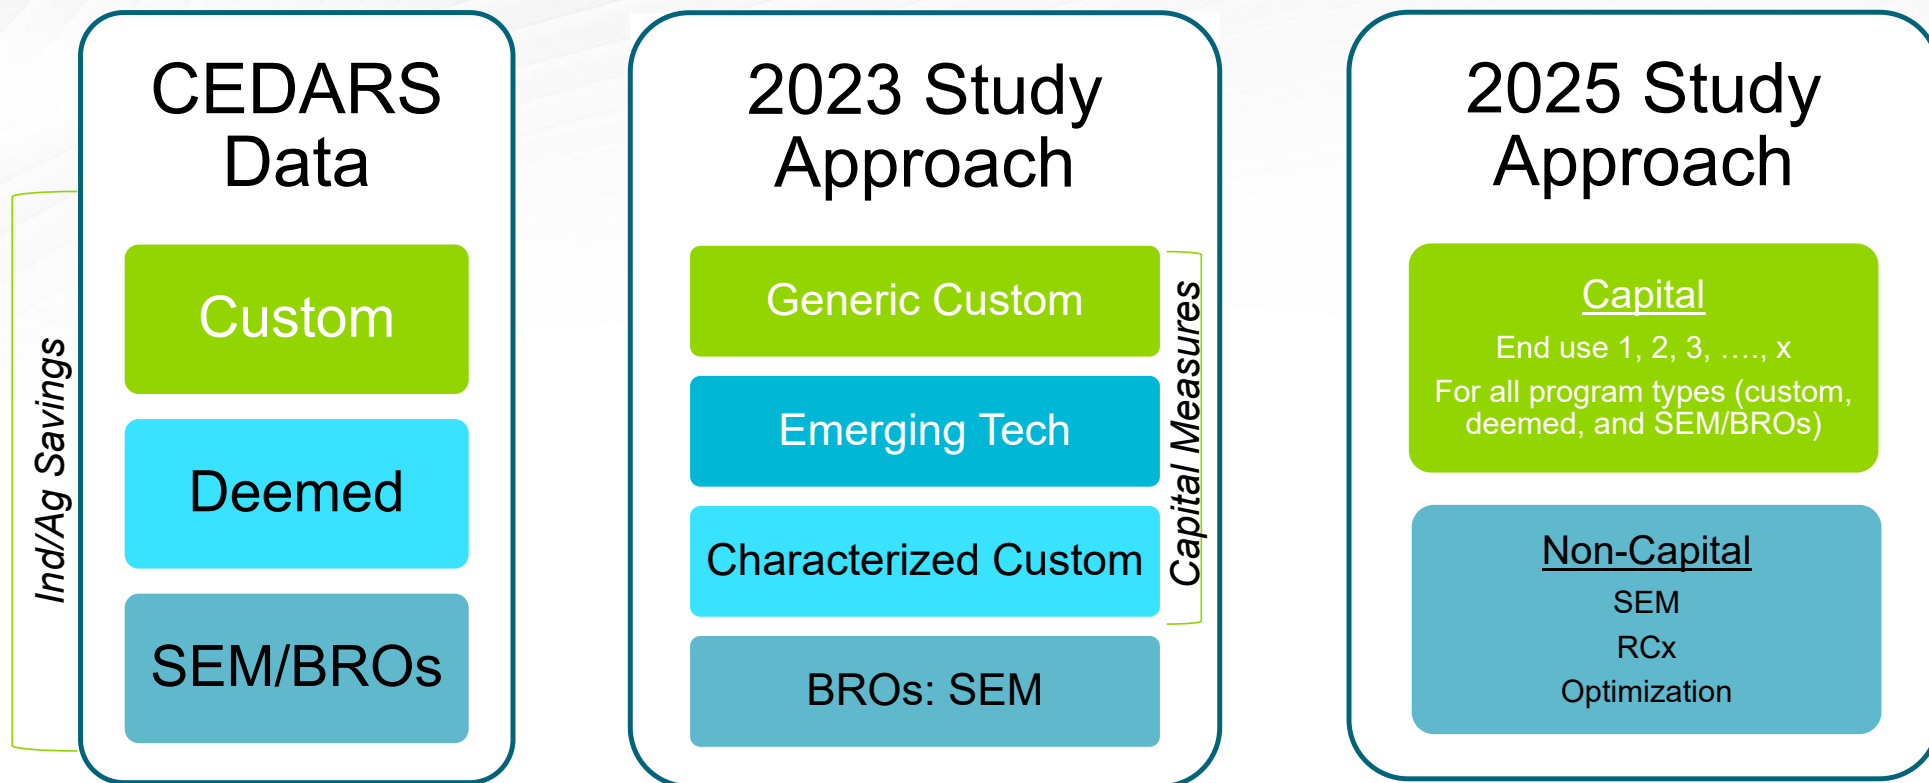 CEDARS
Data
Ind/Ag Savings
Custom
Deemed
SEM/BROs
2023 Study
Approach
Generic Custom
Emerging Tech
Characterized Custom
BROs: SEM
Capital Measures
2025 Study
Approach
Capital
End use 1, 2, 3, …., x
For all program types (custom,
deemed, and SEM/BROs)
Non-Capital
SEM
RCx
Optimization